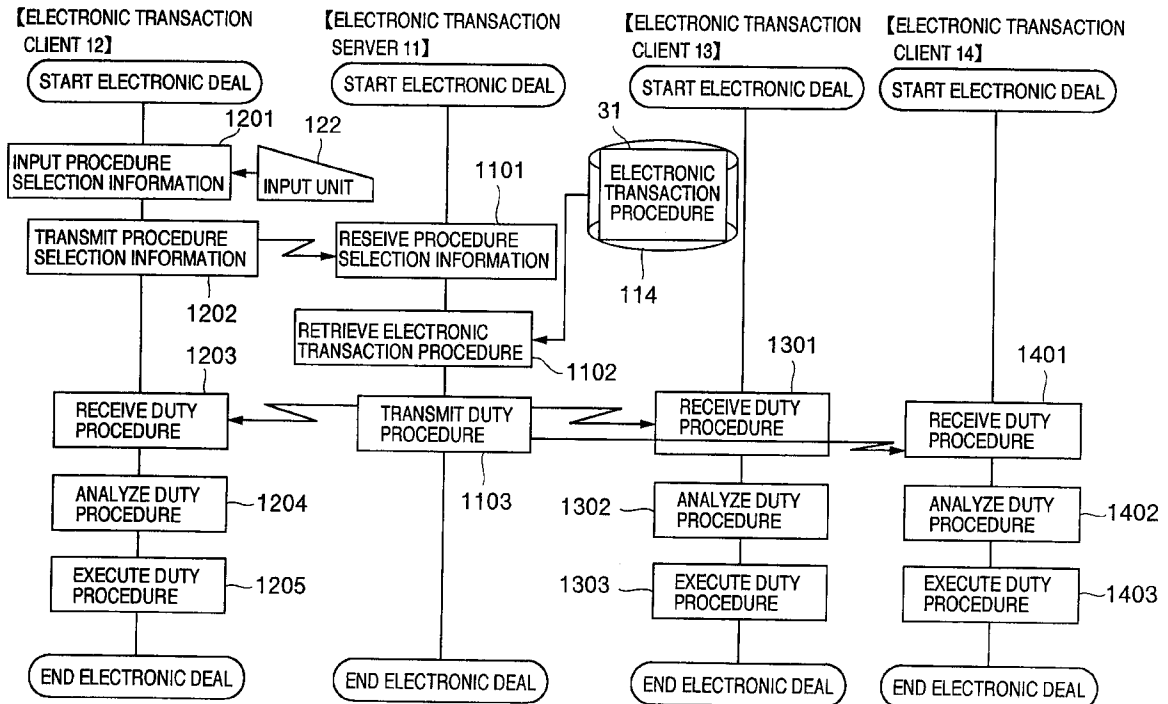 【ELECTRONIC TRANSACTION
CLIENT 12】
START ELECTRONIC DEAL
1201
INPUT PROCEDURE
SELECTION INFORMATION
122
INPUT UNIT
TRANSMIT PROCEDURE
SELECTION INFORMATION
1202
1203
RECEIVE DUTY
PROCEDURE
ANALYZE DUTY
PROCEDURE
1204
EXECUTE DUTY
PROCEDURE
1205
END ELECTRONIC DEAL
【ELECTRONIC TRANSACTION
SERVER 11】
START ELECTRONIC DEAL
1101
RESEIVE PROCEDURE
SELECTION INFORMATION
31
ELECTRONIC
TRANSACTION
PROCEDURE
114
RETRIEVE ELECTRONIC
TRANSACTION PROCEDURE
1102
TRANSMIT DUTY
PROCEDURE
1103
END ELECTRONIC DEAL
【ELECTRONIC TRANSACTION
CLIENT 13】
START ELECTRONIC DEAL
1301
RECEIVE DUTY
PROCEDURE
1302
ANALYZE DUTY
PROCEDURE
1303
EXECUTE DUTY
PROCEDURE
END ELECTRONIC DEAL
【ELECTRONIC TRANSACTION
CLIENT 14】
START ELECTRONIC DEAL
1401
RECEIVE DUTY
PROCEDURE
ANALYZE DUTY
PROCEDURE
1402
EXECUTE DUTY
PROCEDURE
1403
END ELECTRONIC DEAL